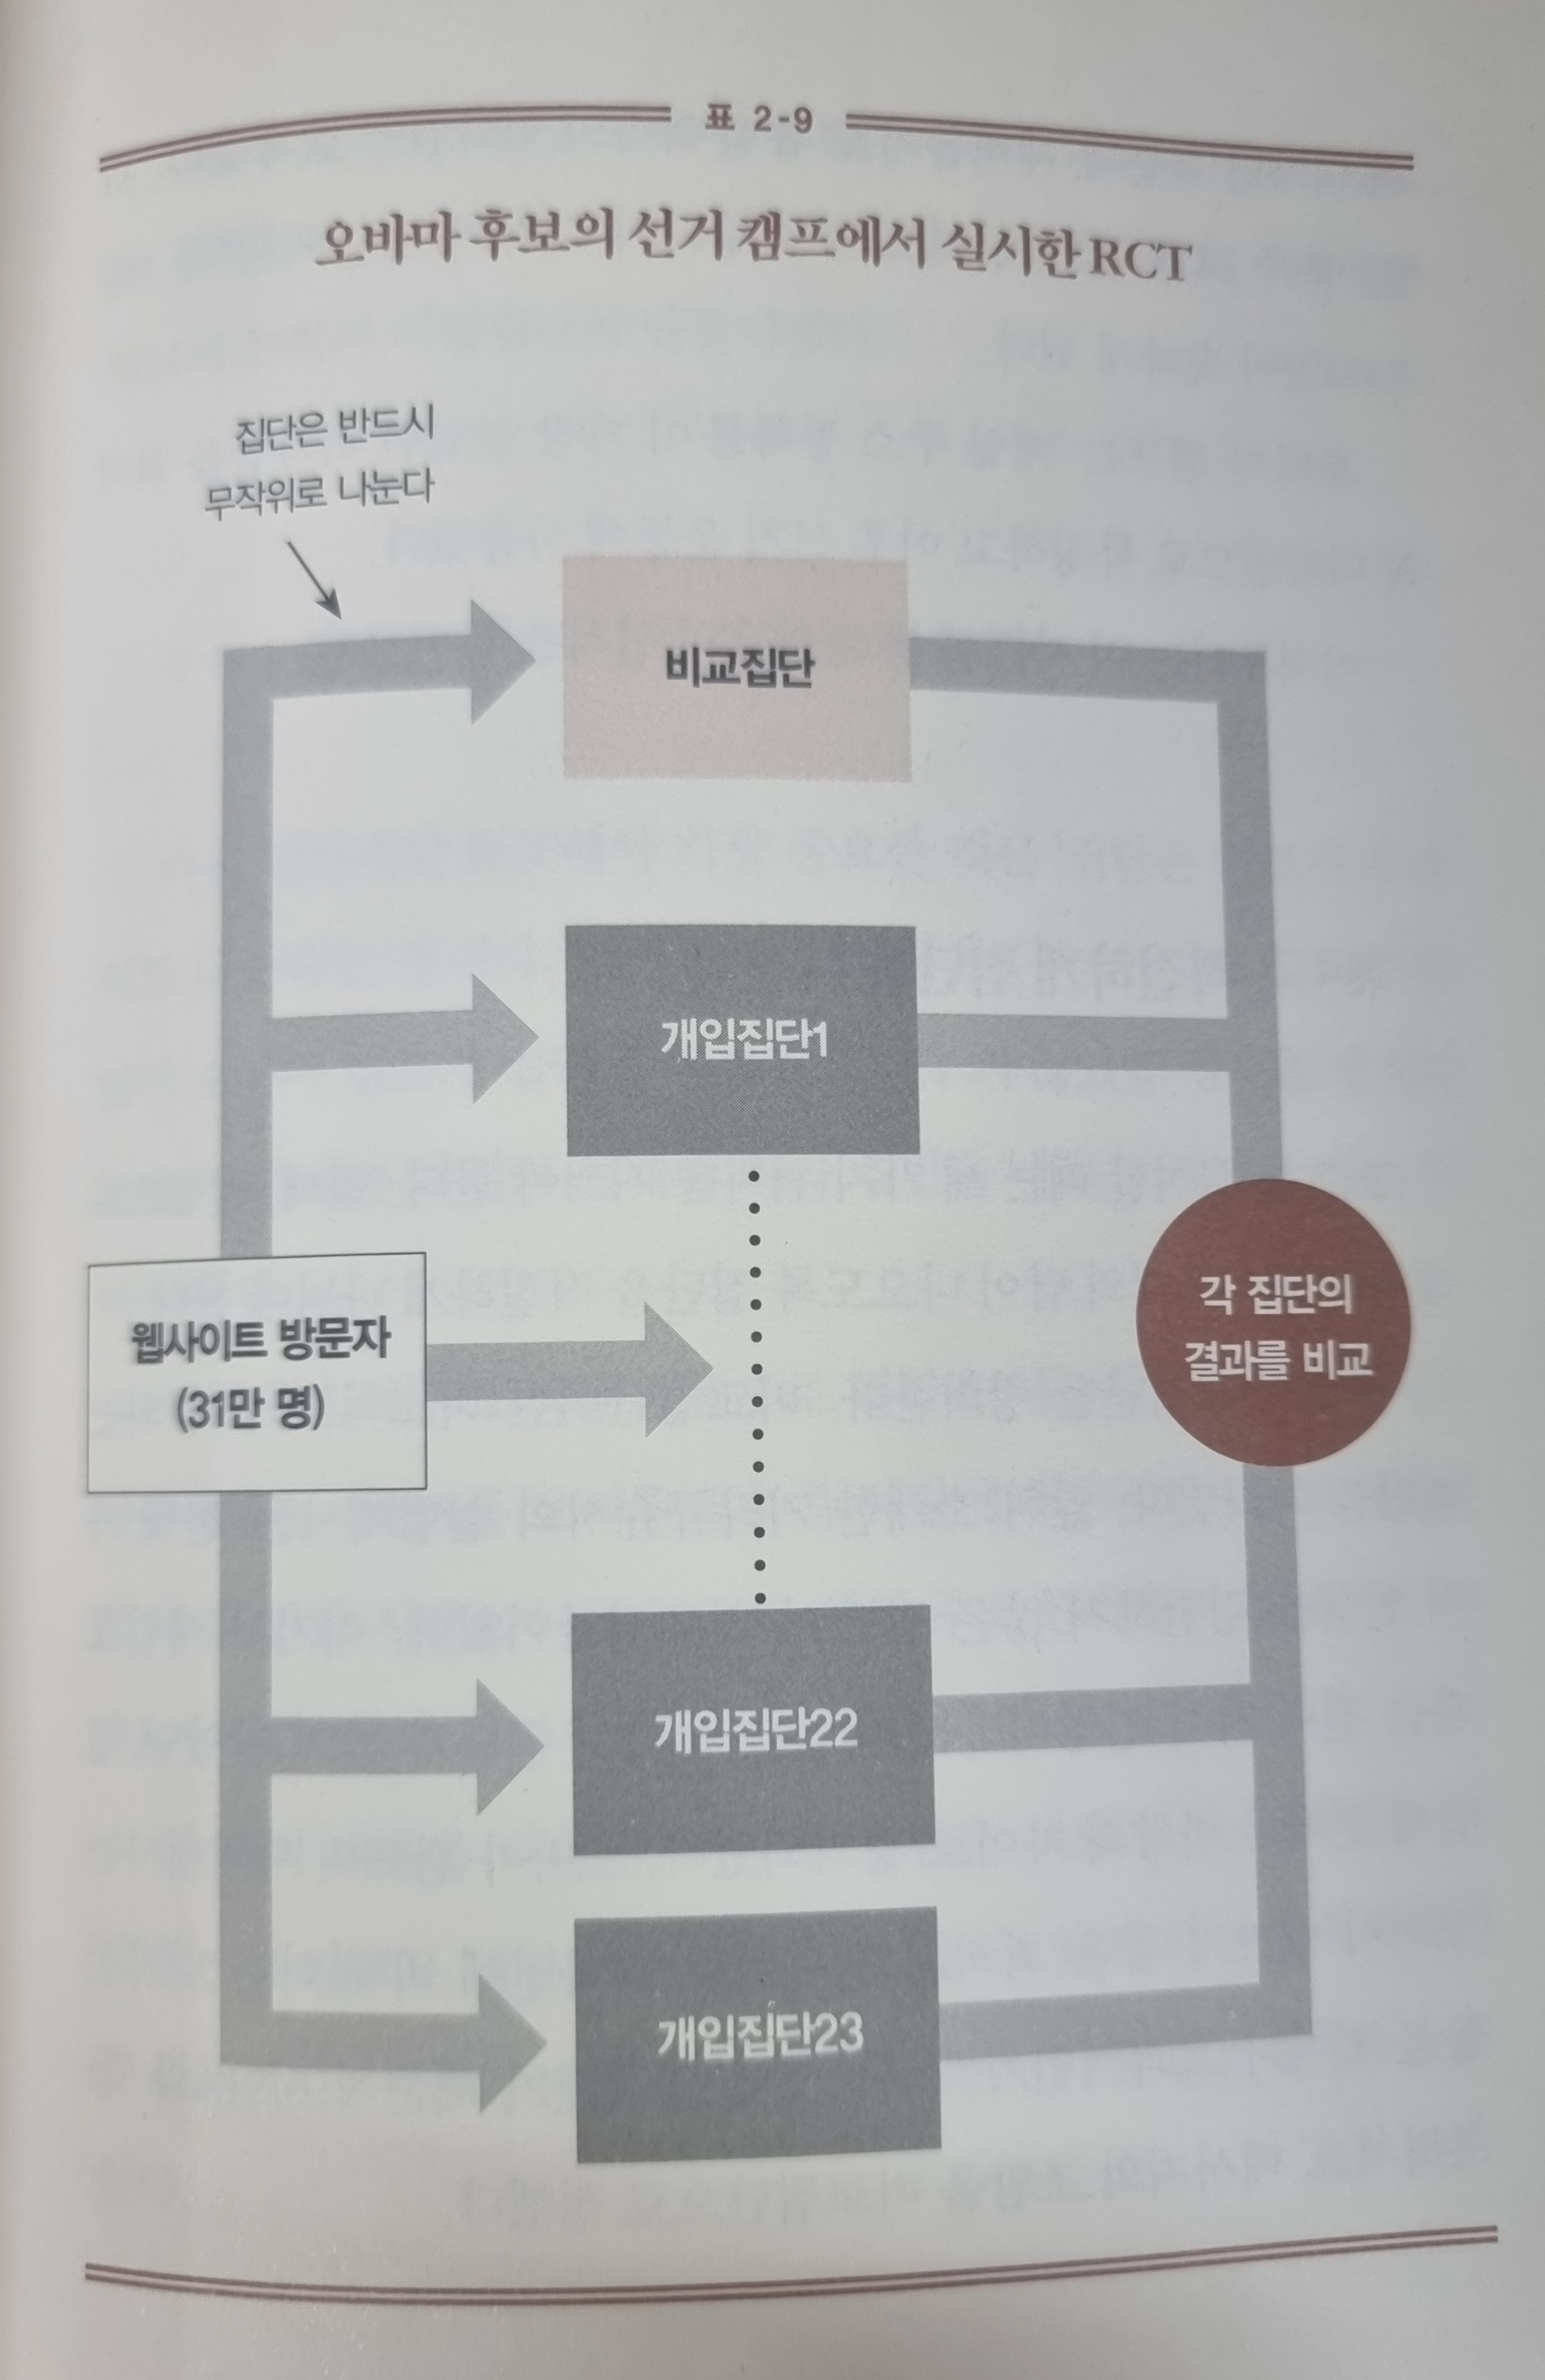 표 2-9
오바마 후보의 선거 캠프에서 실시한 RCT
집단은 반드시
무작위로 나눈다
비교집단
개입집단1
웹사이트 방문자
(31만 명)
각 집단의
결과를 비교
개입집단22
개입집단23